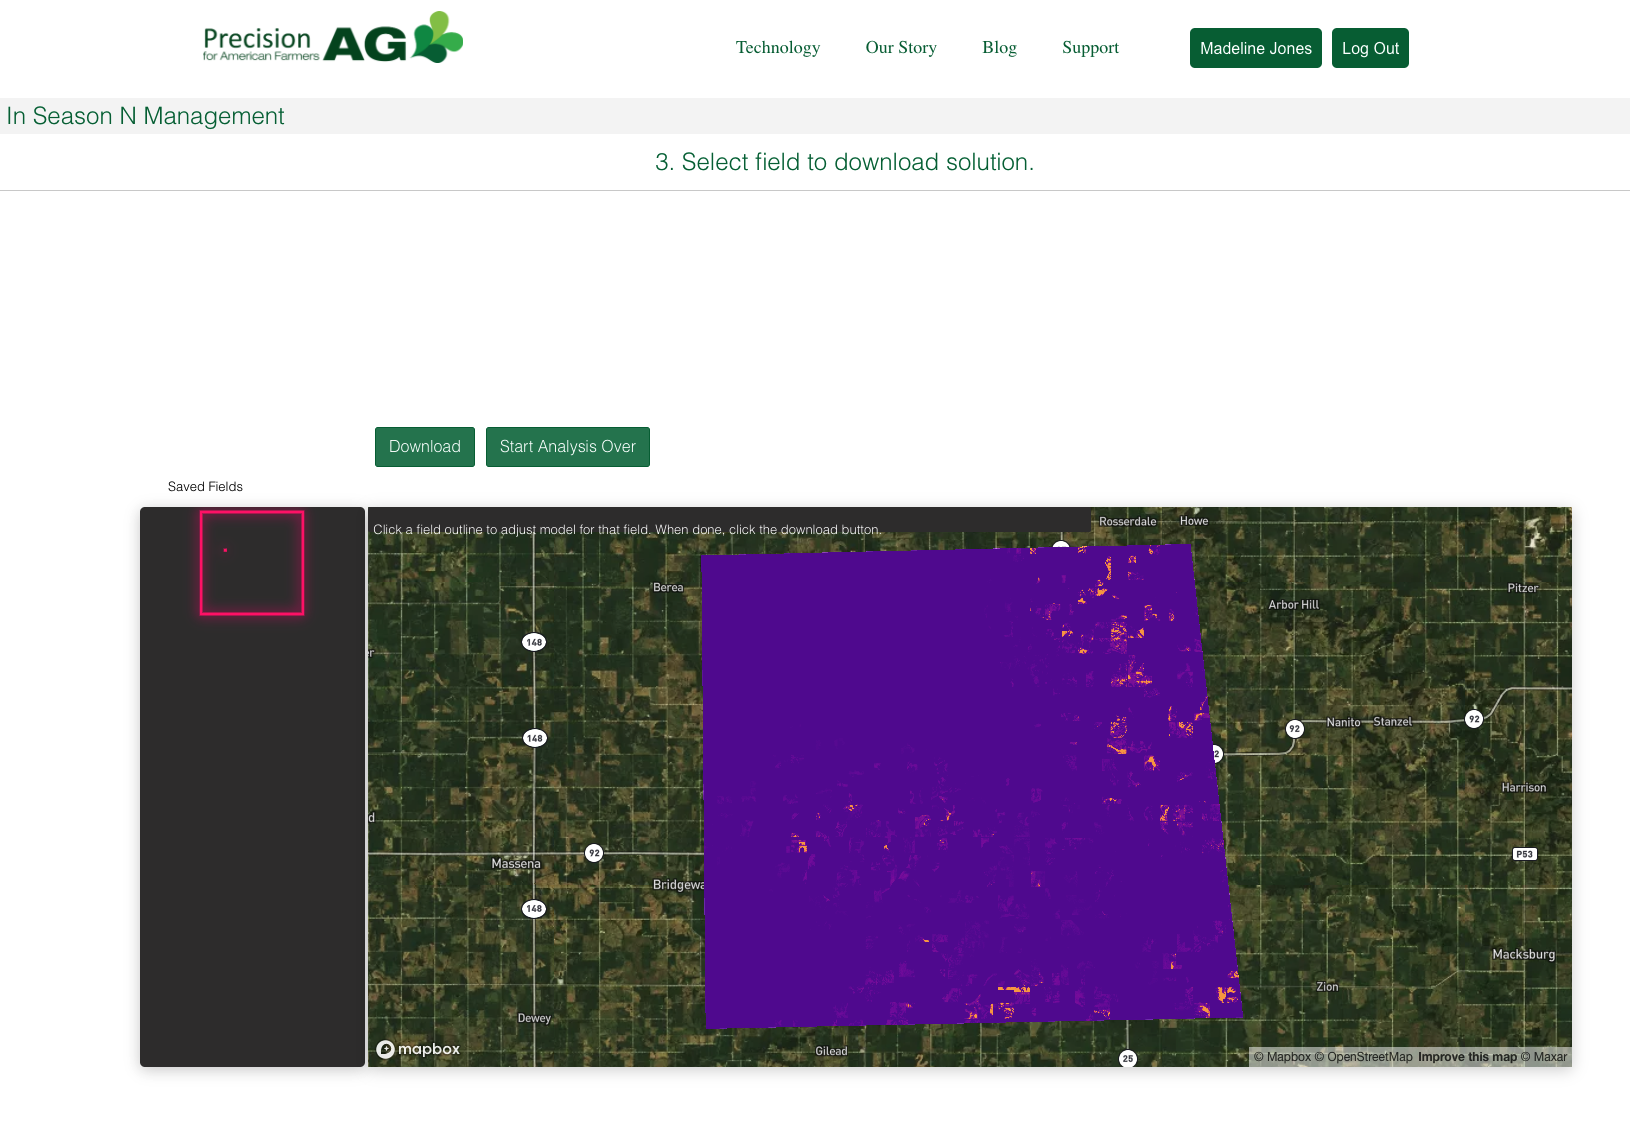 Precision AG
for American Farmers
Technology
Our Story
Blog
Support
Madeline Jones
Log Out
In Season N Management
3. Select field to download solution.
Download
Start Analysis Over
Saved Fields
Click a field outline to adjust model for that field. When done, click the download button.
Rosserdale
Howe
Berea
Pitzer
Arbor Hill
148
92
Nanito
Stanzel
92
148
Harrison
d
92
Massena
P53
Bridgewa
148
Macksburg
Zion
Dewey
mapbox
Gilead
25
© Mapbox © OpenStreetMap Improve this map © Maxar